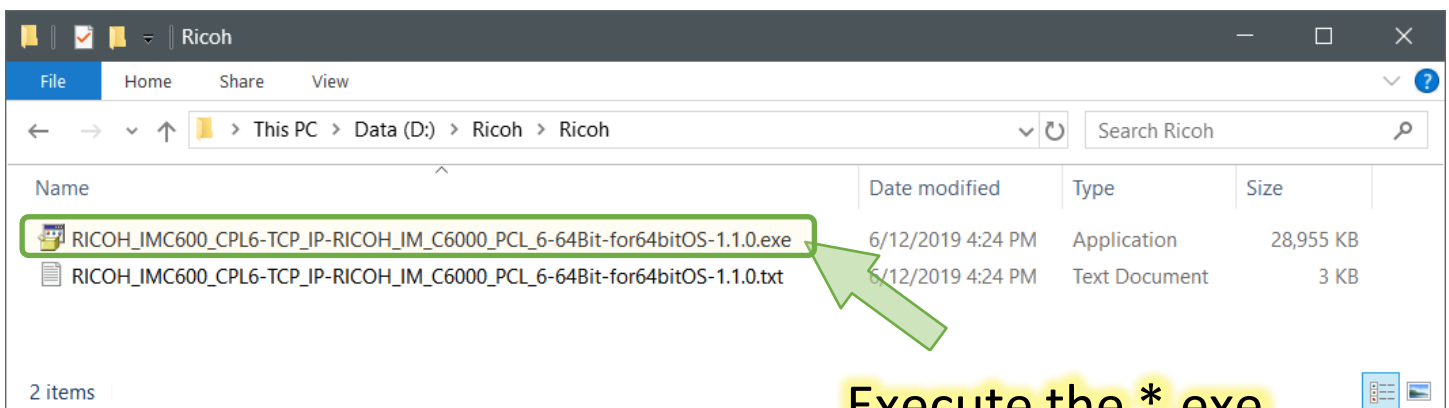 Ricoh
File Home Share View
This PC > Data (D:) > Ricoh > Ricoh
Search Ricoh
Name Date modified Type Size
RICOH_IMC600_CPL6-TCP_IP-RICOH_IM_C6000_PCL_6-64Bit-for64bitOS-1.1.0.exe 6/12/2019 4:24 PM Application 28,955 KB
RICOH_IMC600_CPL6-TCP_IP-RICOH_IM_C6000_PCL_6-64Bit-for64bitOS-1.1.0.txt 6/12/2019 4:24 PM Text Document 3 KB
2 items
Execute the *.exe